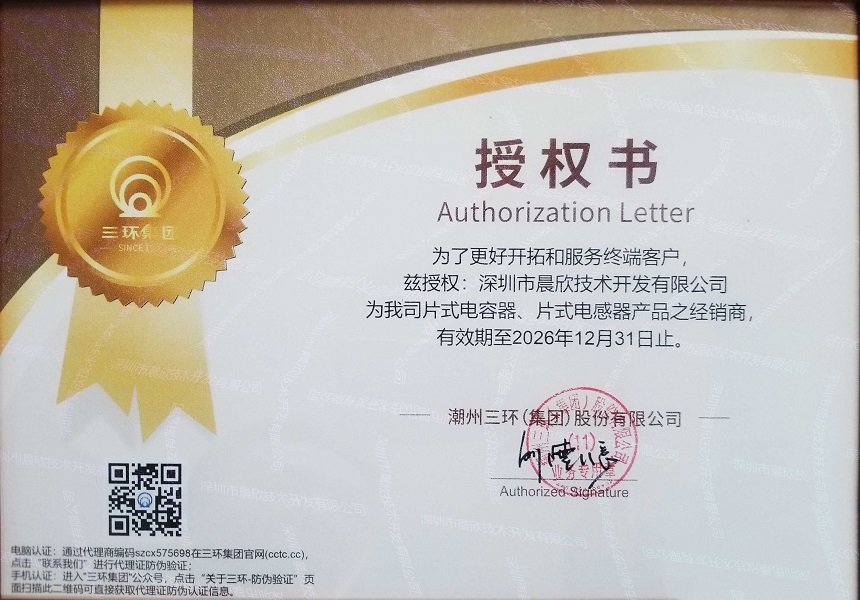 授权书
Authorization Letter
为了更好开拓和服务终端客户，
兹授权：深圳市晨欣技术开发有限公司
为我司片式电容器、片式电感器产品之经销商，
有效期至2026年12月31日止。
三环集团
SINCE
潮州三环（集团）股份有限公司
(11)
业务专用章
Authorized Signature
电脑认证：通过代理商编码szcx575698在三环集团官网(cctc.cc)，
点击“联系我们”进行代理证防伪验证；
手机认证：进入“三环集团”公众号，点击“关于三环-防伪验证”页
面扫描此二维码可直接获取代理证防伪认证信息。